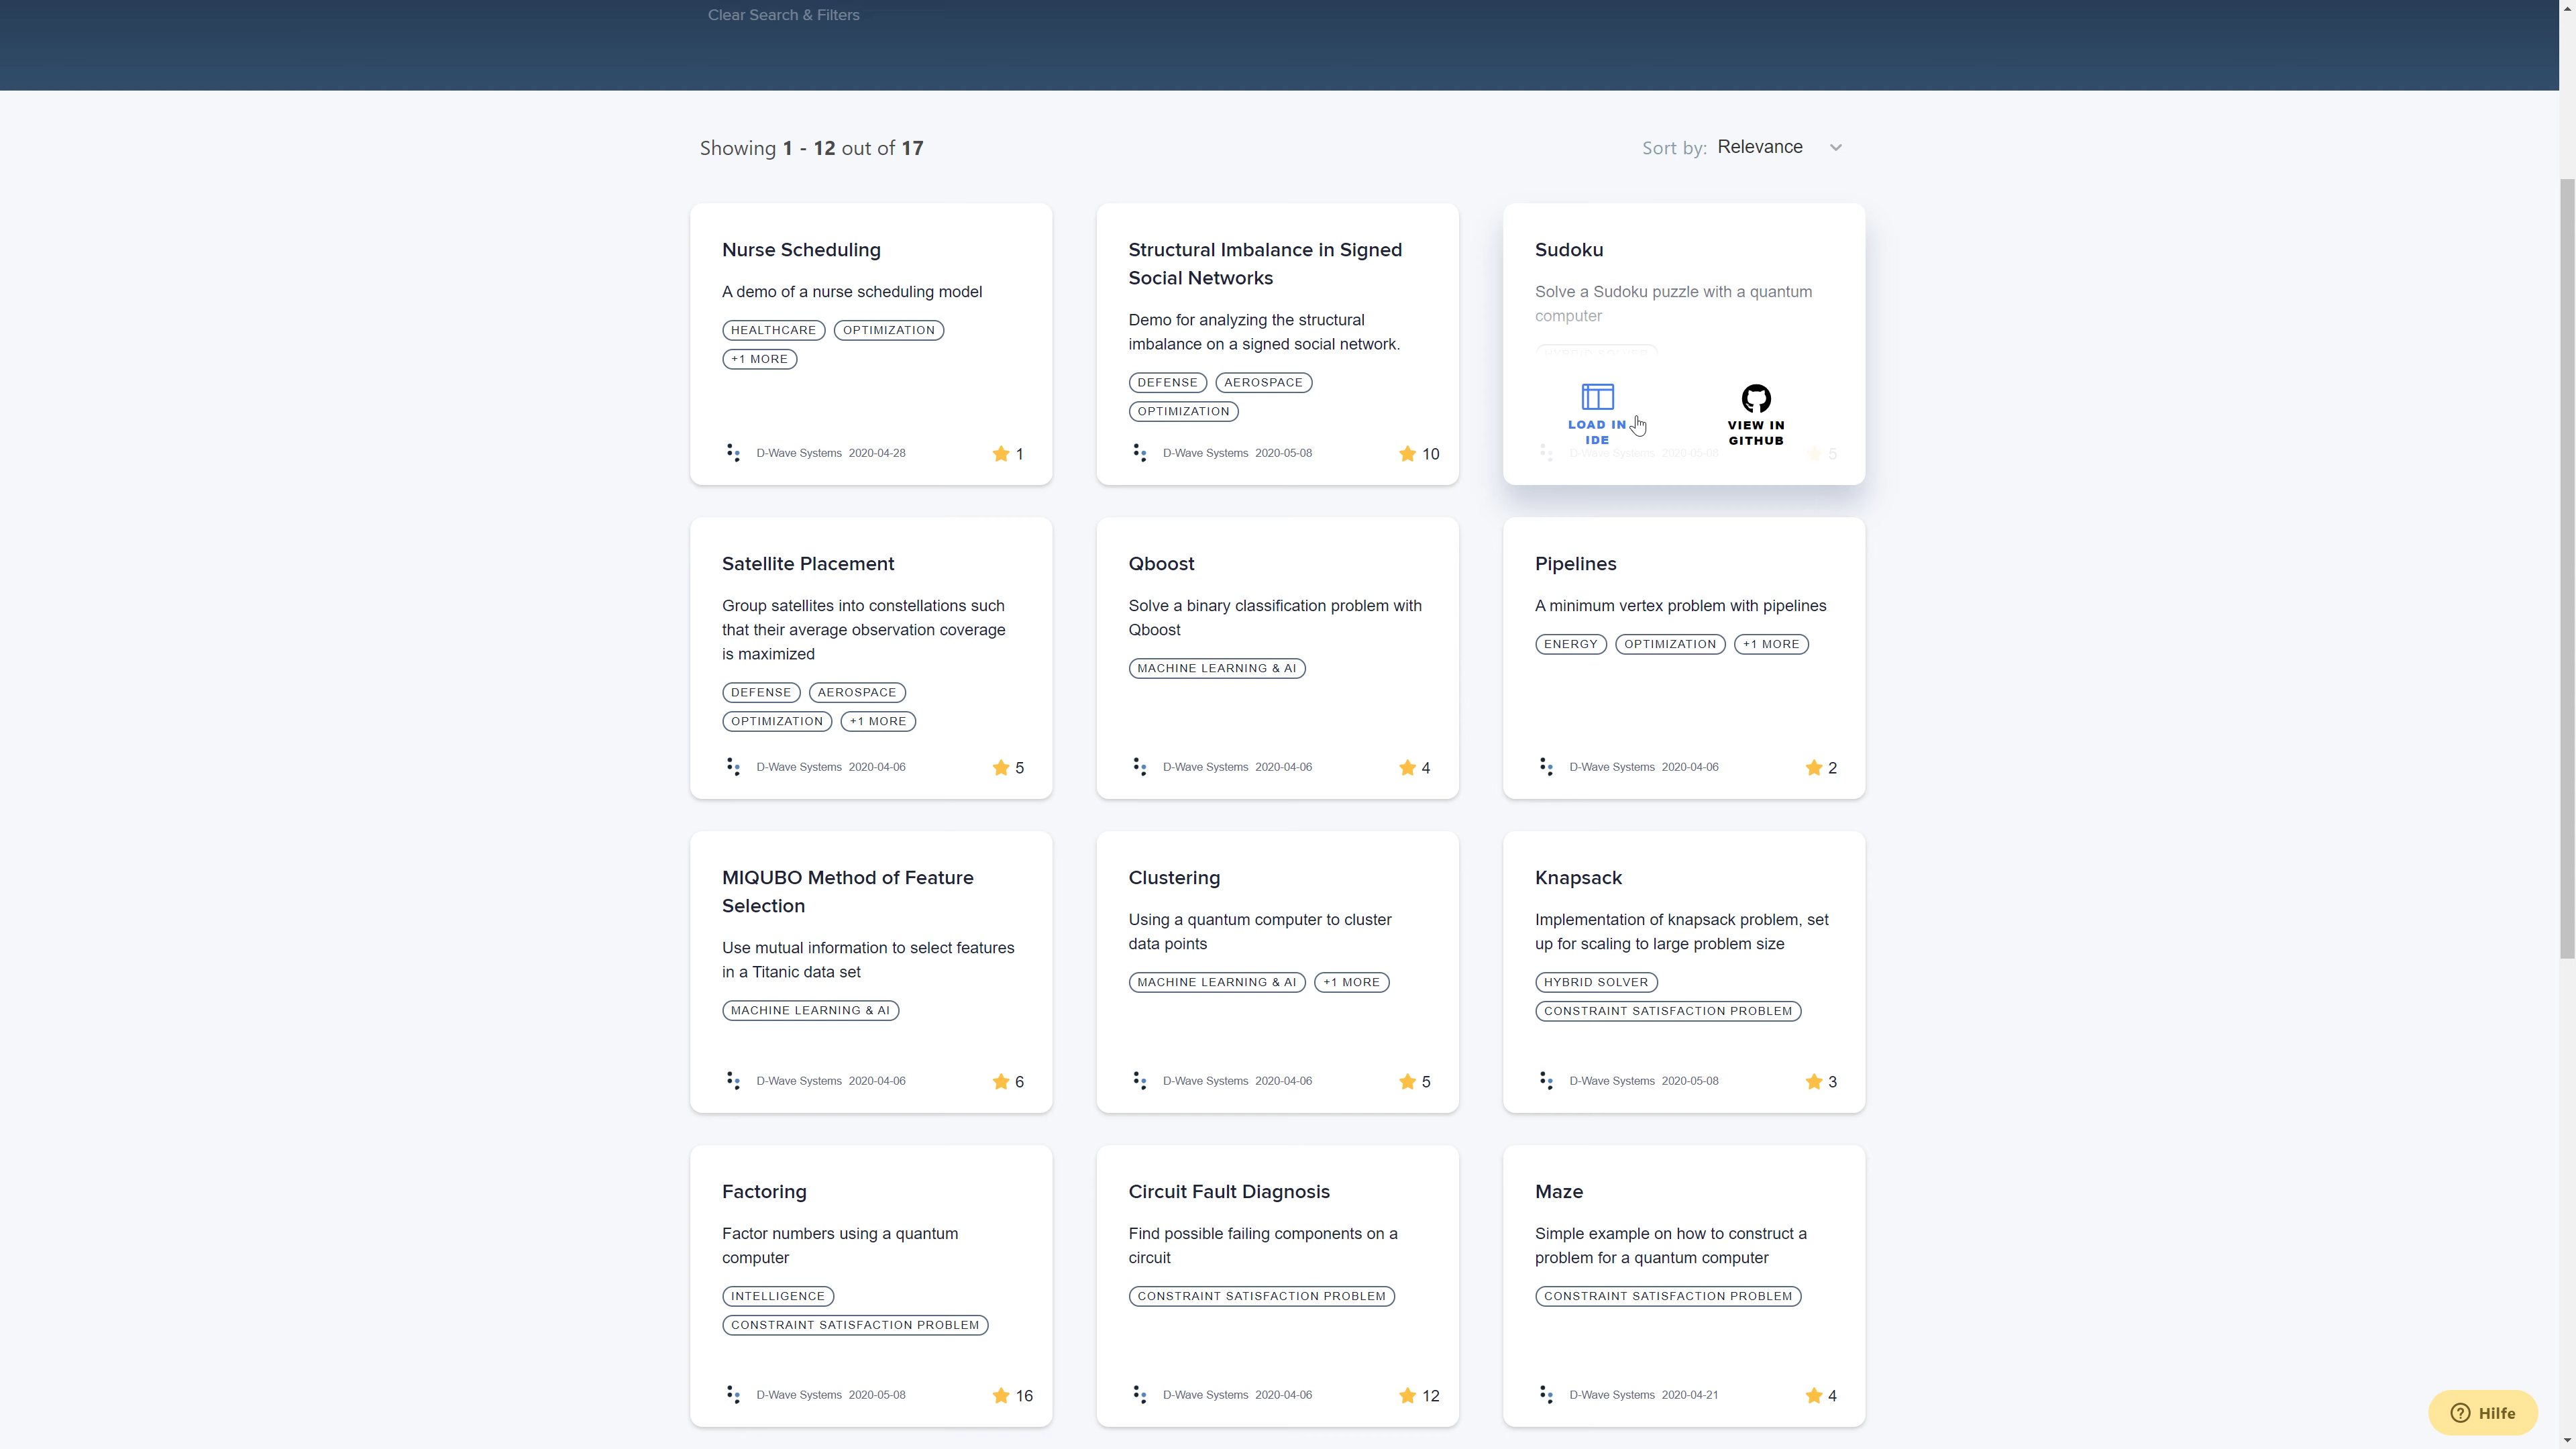 Clear Search & Filters
Showing 1 - 12 out of 17
Sort by: Relevance
Nurse Scheduling
A demo of a nurse scheduling model
HEALTHCARE
OPTIMIZATION
+1 MORE
D-Wave Systems 2020-04-28
1
Structural Imbalance in Signed
Social Networks
Demo for analyzing the structural
imbalance on a signed social network.
DEFENSE
AEROSPACE
OPTIMIZATION
D-Wave Systems 2020-05-08
10
Sudoku
Solve a Sudoku puzzle with a quantum
computer
HYBRID SOLVER
LOAD IN
IDE
VIEW IN
GITHUB
D-Wave Systems 2020-05-08
5
Satellite Placement
Group satellites into constellations such
that their average observation coverage
is maximized
DEFENSE
AEROSPACE
OPTIMIZATION
+1 MORE
D-Wave Systems 2020-04-06
5
Qboost
Solve a binary classification problem with
Qboost
MACHINE LEARNING & AI
D-Wave Systems 2020-04-06
4
Pipelines
A minimum vertex problem with pipelines
ENERGY
OPTIMIZATION
+1 MORE
D-Wave Systems 2020-04-06
2
MIQUBO Method of Feature
Selection
Use mutual information to select features
in a Titanic data set
MACHINE LEARNING & AI
D-Wave Systems 2020-04-06
6
Clustering
Using a quantum computer to cluster
data points
MACHINE LEARNING & AI
+1 MORE
D-Wave Systems 2020-04-06
5
Knapsack
Implementation of knapsack problem, set
up for scaling to large problem size
HYBRID SOLVER
CONSTRAINT SATISFACTION PROBLEM
D-Wave Systems 2020-05-08
3
Factoring
Factor numbers using a quantum
computer
INTELLIGENCE
CONSTRAINT SATISFACTION PROBLEM
D-Wave Systems 2020-05-08
16
Circuit Fault Diagnosis
Find possible failing components on a
circuit
CONSTRAINT SATISFACTION PROBLEM
D-Wave Systems 2020-04-06
12
Maze
Simple example on how to construct a
problem for a quantum computer
CONSTRAINT SATISFACTION PROBLEM
D-Wave Systems 2020-04-21
4
Hilfe